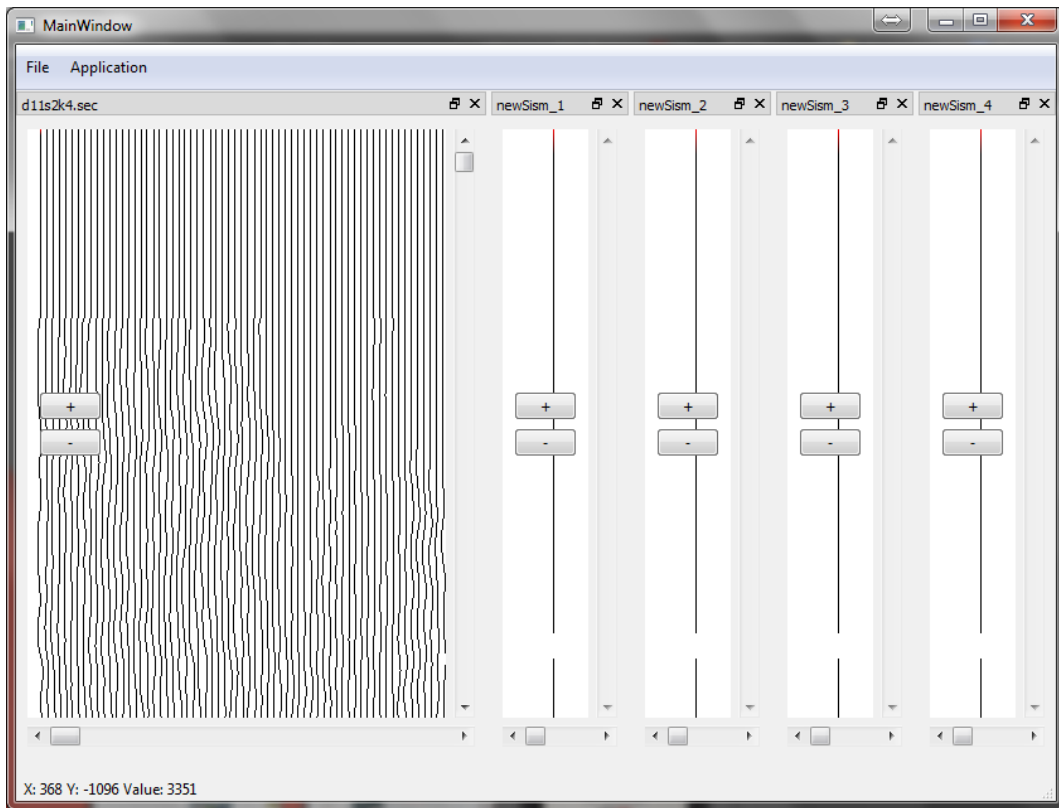 MainWindow
File Application
d11s2k4.sec newSism_1 newSism_2 newSism_3 newSism_4
+ + + + +
- - - - -
X: 368 Y: -1096 Value: 3351